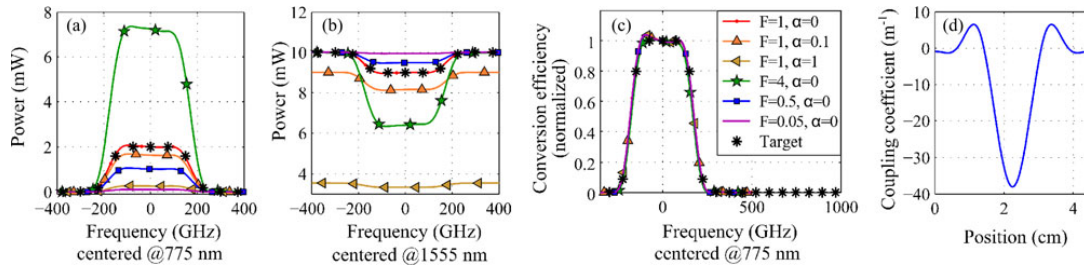 (a)
Power (mW)
8
6
4
2
0
−400 −200 0 200 400
Frequency (GHz)
centered @775 nm
(b)
Power (mW)
12
10
8
6
4
−400 −200 0 200 400
Frequency (GHz)
centered @1555 nm
(c)
Conversion efficiency
(normalized)
1
0.8
0.6
0.4
0.2
0
0 500 1000
Frequency (GHz)
centered @775 nm
F=1, α=0
F=1, α=0.1
F=1, α=1
F=4, α=0
F=0.5, α=0
F=0.05, α=0
Target
(d)
Coupling coefficient (m⁻¹)
10
0
−10
−20
−30
−40
0 2 4
Position (cm)